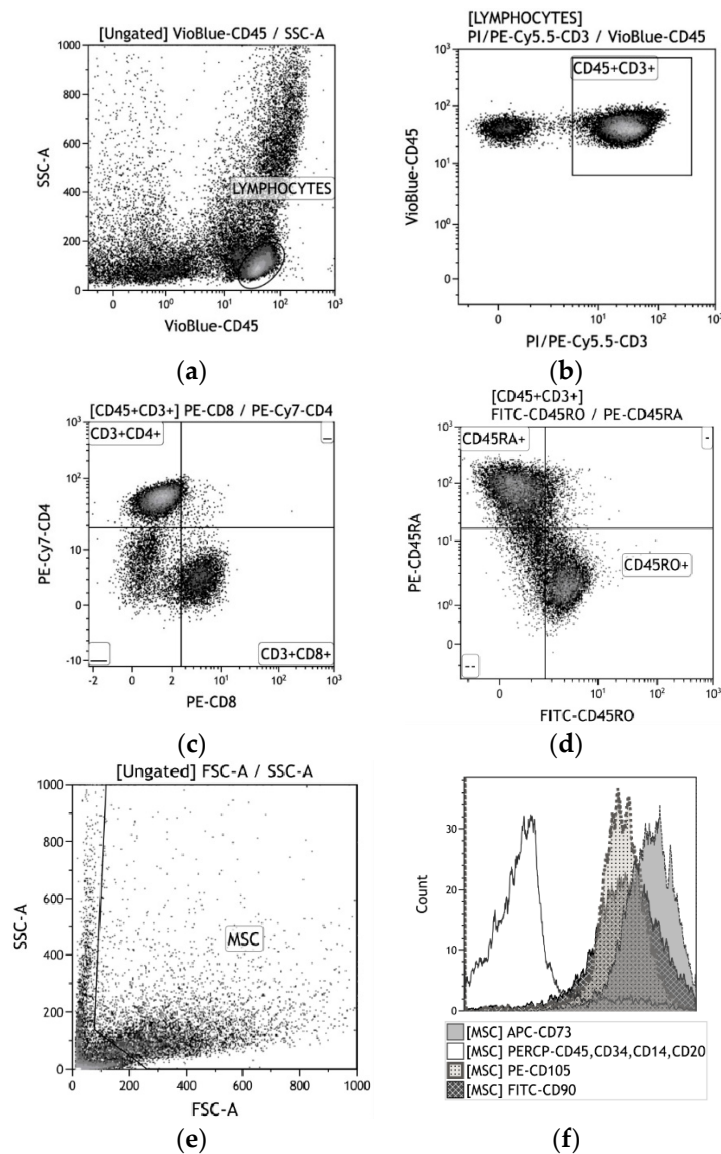 [Ungated] VioBlue-CD45 / SSC-A
1000
800
600
400
200
0
SSC-A
LYMPHOCYTES
0
10⁰
10¹
10²
10³
VioBlue-CD45
(a)
[LYMPHOCYTES]
PI/PE-Cy5.5-CD3 / VioBlue-CD45
CD45+CD3+
10³
10²
10¹
10⁰
0
VioBlue-CD45
0
10⁰
10¹
10²
10³
PI/PE-Cy5.5-CD3
(b)
[CD45+CD3+] PE-CD8 / PE-Cy7-CD4
CD3+CD4+
10³
10²
10
0
-10
PE-Cy7-CD4
CD3+CD8+
-2
0
2
10¹
10²
10³
PE-CD8
(c)
[CD45+CD3+]
FITC-CD45RO / PE-CD45RA
CD45RA+
-
10³
10²
10¹
10⁰
0
PE-CD45RA
CD45RO+
--
0
10¹
10²
10³
FITC-CD45RO
(d)
[Ungated] FSC-A / SSC-A
1000
800
600
400
200
0
SSC-A
MSC
0
200
400
600
800
1000
FSC-A
(e)
30
20
10
0
Count
[MSC] APC-CD73
[MSC] PERCP-CD45,CD34,CD14,CD20
[MSC] PE-CD105
[MSC] FITC-CD90
(f)